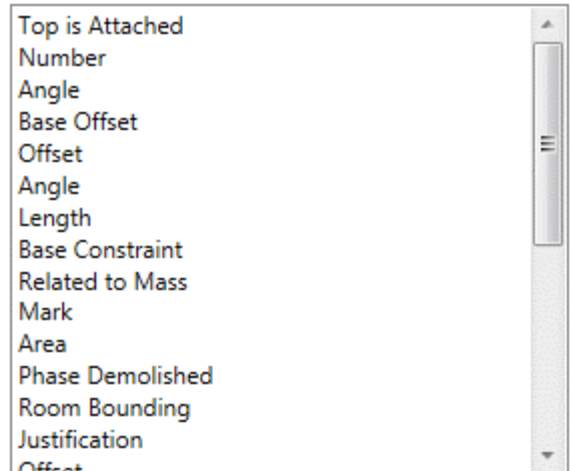 Top is Attached
Number
Angle
Base Offset
Offset
Angle
Length
Base Constraint
Related to Mass
Mark
Area
Phase Demolished
Room Bounding
Justification
Offset